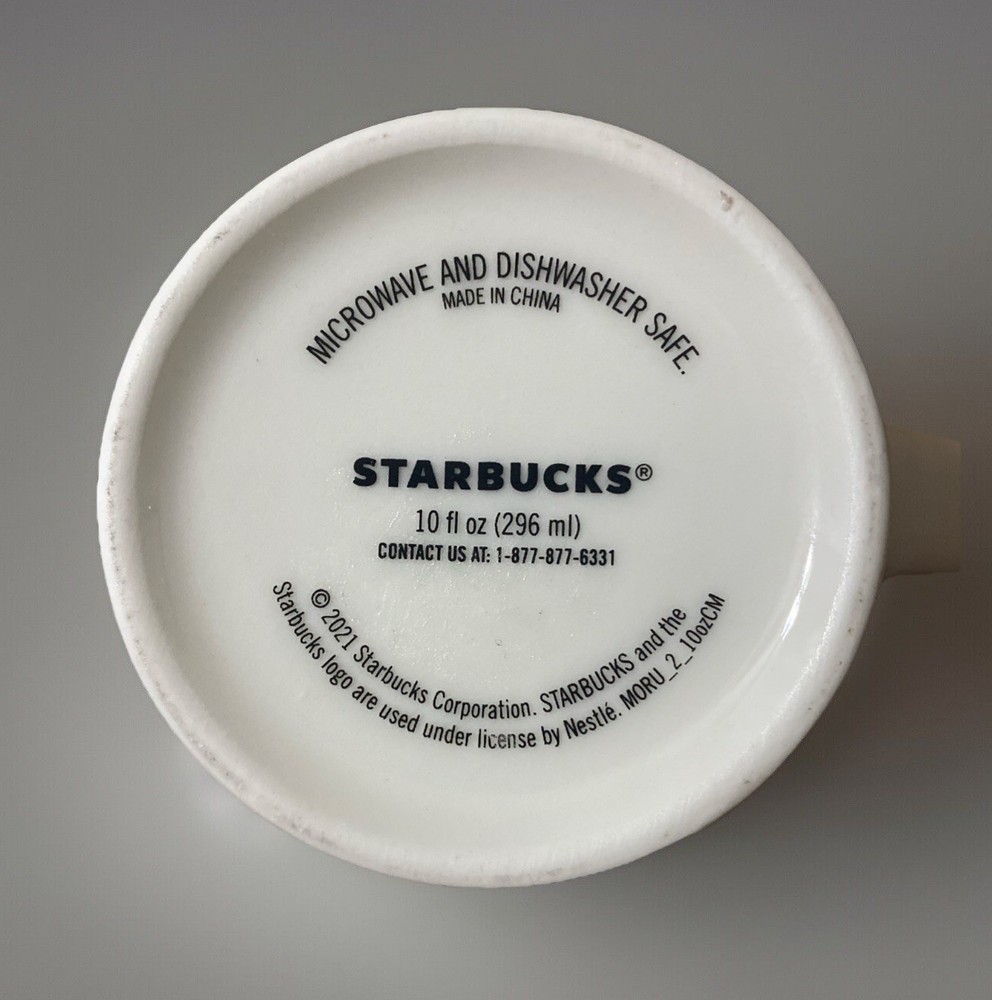 MICROWAVE AND DISHWASHER SAFE.
MADE IN CHINA
STARBUCKS®
10 fl oz (296 ml)
CONTACT US AT: 1-877-877-6331
© 2021 Starbucks Corporation. STARBUCKS and the
Starbucks logo are used under license by Nestlé. MORU_2_10ozCM